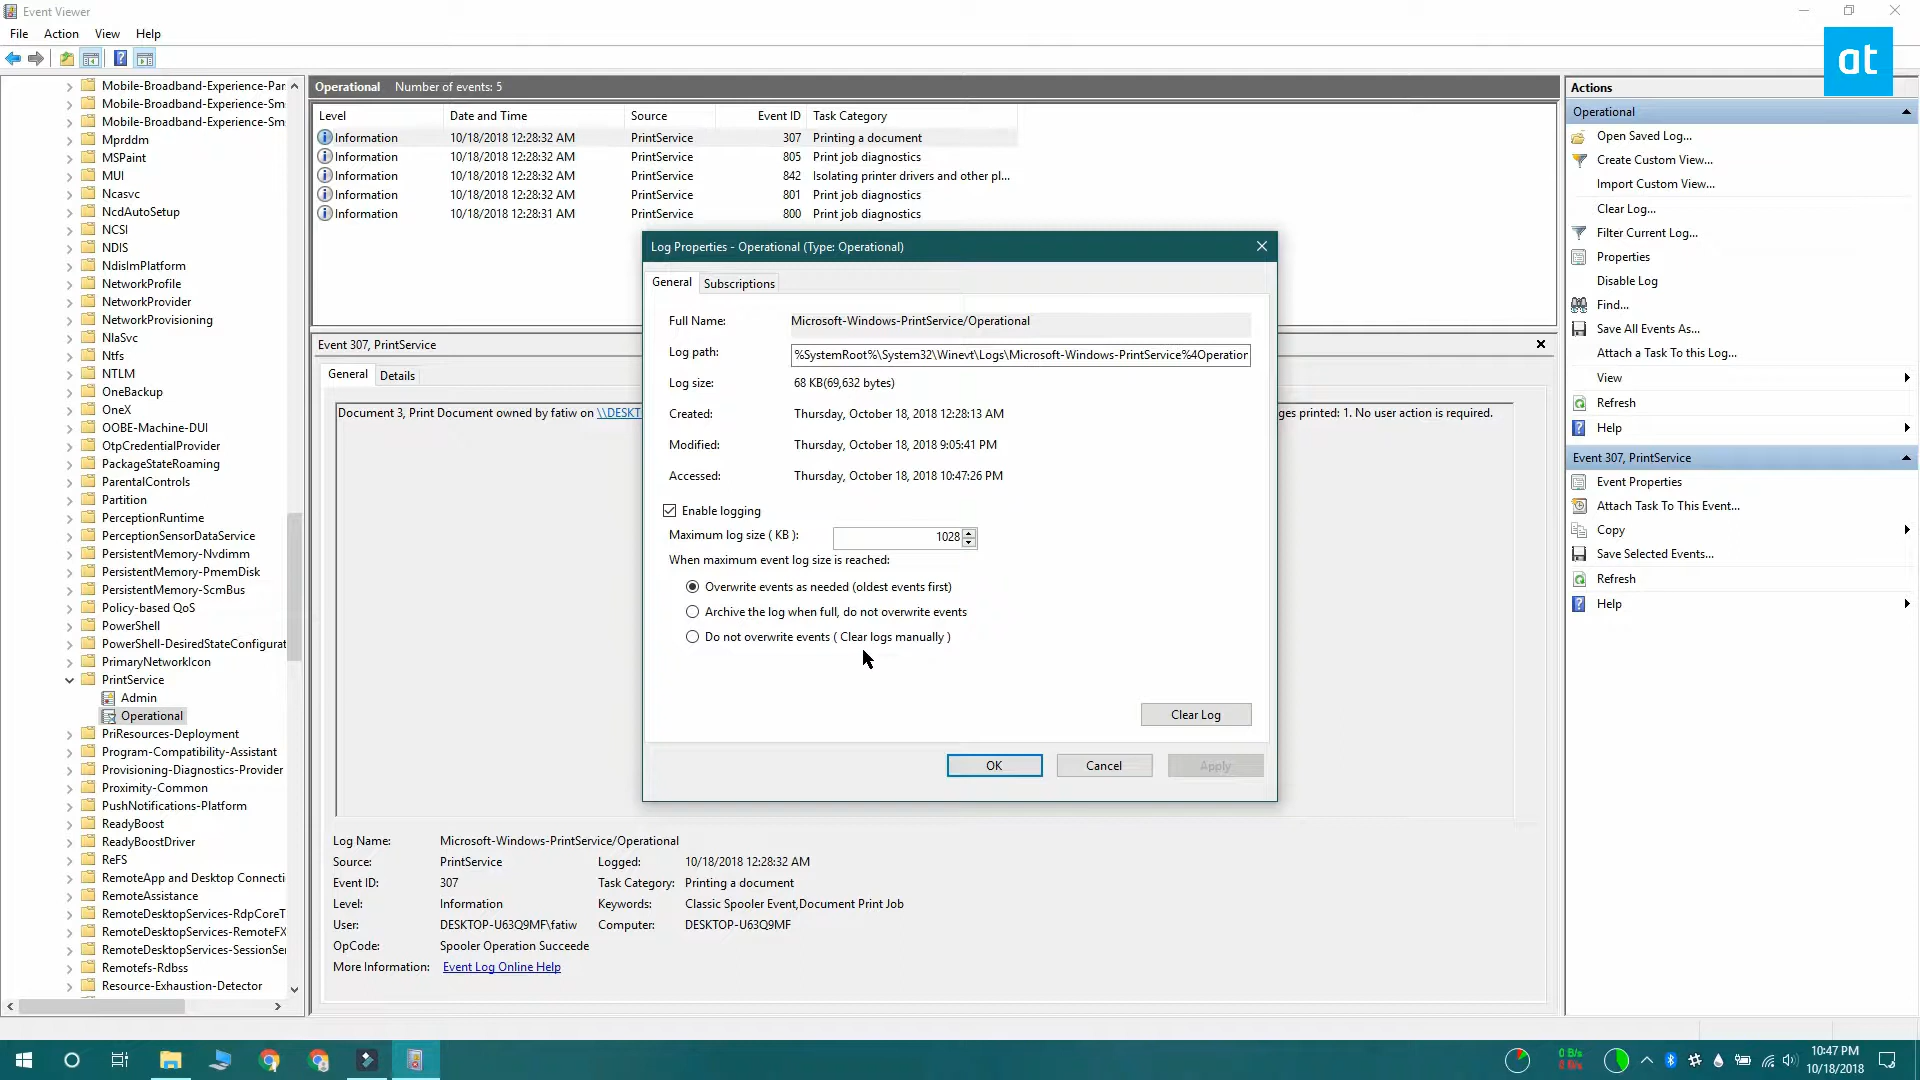 Event Viewer
at
File Action View Help
Mobile-Broadband-Experience-Par
Mobile-Broadband-Experience-Sm
Mobile-Broadband-Experience-Sm
Mprddm
MSPaint
MUI
Ncasvc
NcdAutoSetup
NCSI
NDIS
NdisImPlatform
NetworkProfile
NetworkProvider
NetworkProvisioning
NlaSvc
Ntfs
NTLM
OneBackup
OneX
OOBE-Machine-DUI
OtpCredentialProvider
PackageStateRoaming
ParentalControls
Partition
PerceptionRuntime
PerceptionSensorDataService
PersistentMemory-Nvdimm
PersistentMemory-PmemDisk
PersistentMemory-ScmBus
Policy-based QoS
PowerShell
PowerShell-DesiredStateConfigurat
PrimaryNetworkIcon
PrintService
Admin
Operational
PriResources-Deployment
Program-Compatibility-Assistant
Provisioning-Diagnostics-Provider
Proximity-Common
PushNotifications-Platform
ReadyBoost
ReadyBoostDriver
ReFS
RemoteApp and Desktop Connecti
RemoteAssistance
RemoteDesktopServices-RdpCoreT
RemoteDesktopServices-RemoteFX
RemoteDesktopServices-SessionSer
Remotefs-Rdbss
Resource-Exhaustion-Detector
Operational Number of events: 5
Level Date and Time Source Event ID Task Category
Information 10/18/2018 12:28:32 AM PrintService 307 Printing a document
Information 10/18/2018 12:28:32 AM PrintService 805 Print job diagnostics
Information 10/18/2018 12:28:32 AM PrintService 842 Isolating printer drivers and other pl...
Information 10/18/2018 12:28:32 AM PrintService 801 Print job diagnostics
Information 10/18/2018 12:28:31 AM PrintService 800 Print job diagnostics
Event 307, PrintService
General Details
Document 3, Print Document owned by fatiw on \\DESKT
ges printed: 1. No user action is required.
Log Properties - Operational (Type: Operational)
General Subscriptions
Full Name: Microsoft-Windows-PrintService/Operational
Log path: %SystemRoot%\System32\Winevt\Logs\Microsoft-Windows-PrintService%4Operation
Log size: 68 KB(69,632 bytes)
Created: Thursday, October 18, 2018 12:28:13 AM
Modified: Thursday, October 18, 2018 9:05:41 PM
Accessed: Thursday, October 18, 2018 10:47:26 PM
Enable logging
Maximum log size ( KB ): 1028
When maximum event log size is reached:
Overwrite events as needed (oldest events first)
Archive the log when full, do not overwrite events
Do not overwrite events ( Clear logs manually )
Clear Log
OK Cancel Apply
Log Name: Microsoft-Windows-PrintService/Operational
Source: PrintService Logged: 10/18/2018 12:28:32 AM
Event ID: 307 Task Category: Printing a document
Level: Information Keywords: Classic Spooler Event,Document Print Job
User: DESKTOP-U63Q9MF\fatiw Computer: DESKTOP-U63Q9MF
OpCode: Spooler Operation Succeede
More Information: Event Log Online Help
Actions
Operational
Open Saved Log...
Create Custom View...
Import Custom View...
Clear Log...
Filter Current Log...
Properties
Disable Log
Find...
Save All Events As...
Attach a Task To this Log...
View
Refresh
Help
Event 307, PrintService
Event Properties
Attach Task To This Event...
Copy
Save Selected Events...
Refresh
Help
0 B/s
10:47 PM
10/18/2018